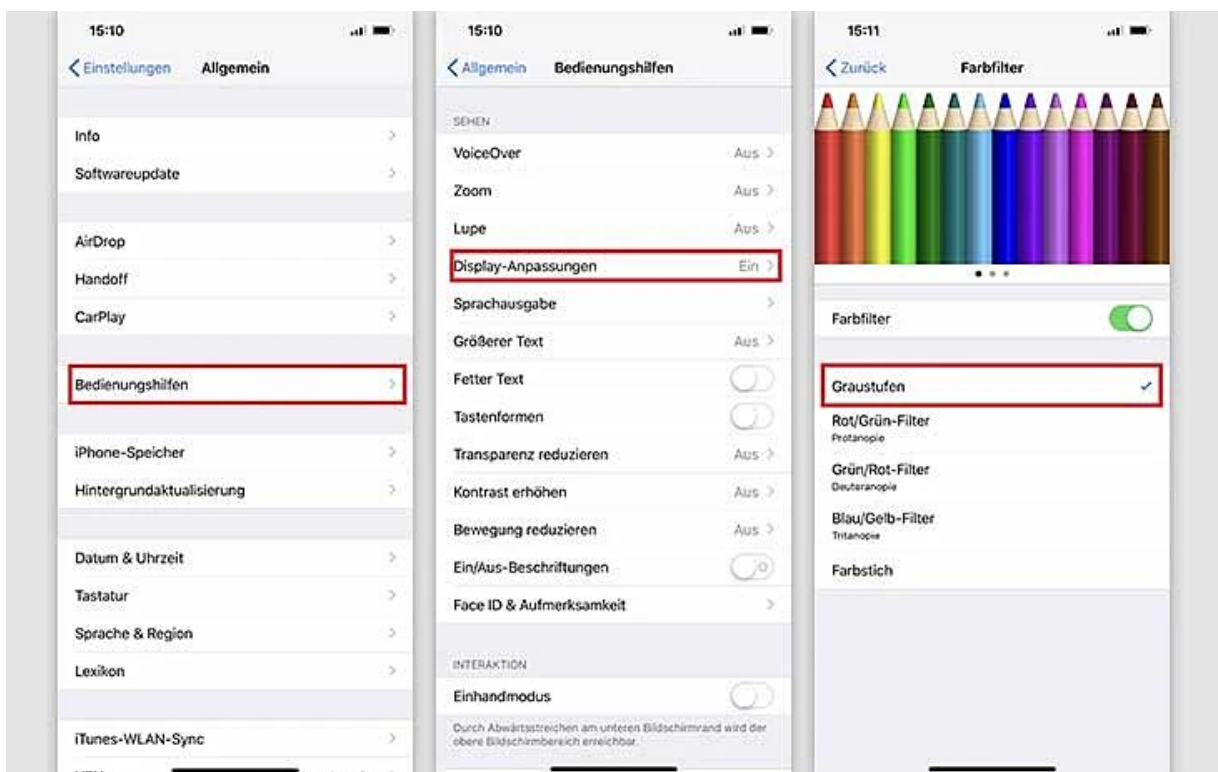 15:10
Einstellungen Allgemein
Info
Softwareupdate
AirDrop
Handoff
CarPlay
Bedienungshilfen
iPhone-Speicher
Hintergrundaktualisierung
Datum & Uhrzeit
Tastatur
Sprache & Region
Lexikon
iTunes-WLAN-Sync
15:10
Allgemein Bedienungshilfen
SEHEN
VoiceOver Aus
Zoom Aus
Lupe Aus
Display-Anpassungen Ein
Sprachausgabe
Größerer Text Aus
Fetter Text
Tastenformen
Transparenz reduzieren Aus
Kontrast erhöhen Aus
Bewegung reduzieren Aus
Ein/Aus-Beschriftungen
Face ID & Aufmerksamkeit
INTERAKTION
Einhandmodus
Durch Abwärtsstreichen am unteren Bildschirmrand wird der
obere Bildschirmbereich erreichbar.
15:11
Zurück Farbfilter
Farbfilter
Graustufen
Rot/Grün-Filter
Protanopie
Grün/Rot-Filter
Deuteranopie
Blau/Gelb-Filter
Tritanopie
Farbstich